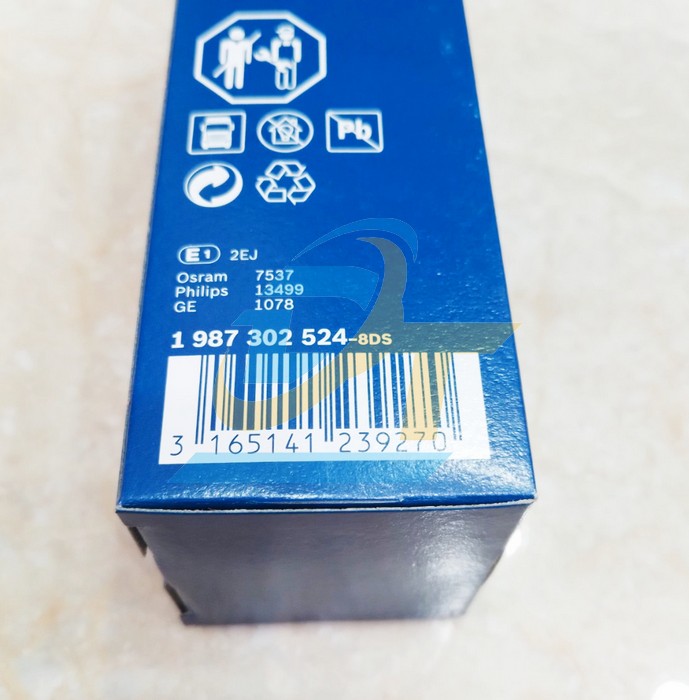 Pb
E1 2EJ
Osram 7537
Philips 13499
GE 1078
1 987 302 524-8DS
3 165141 239270